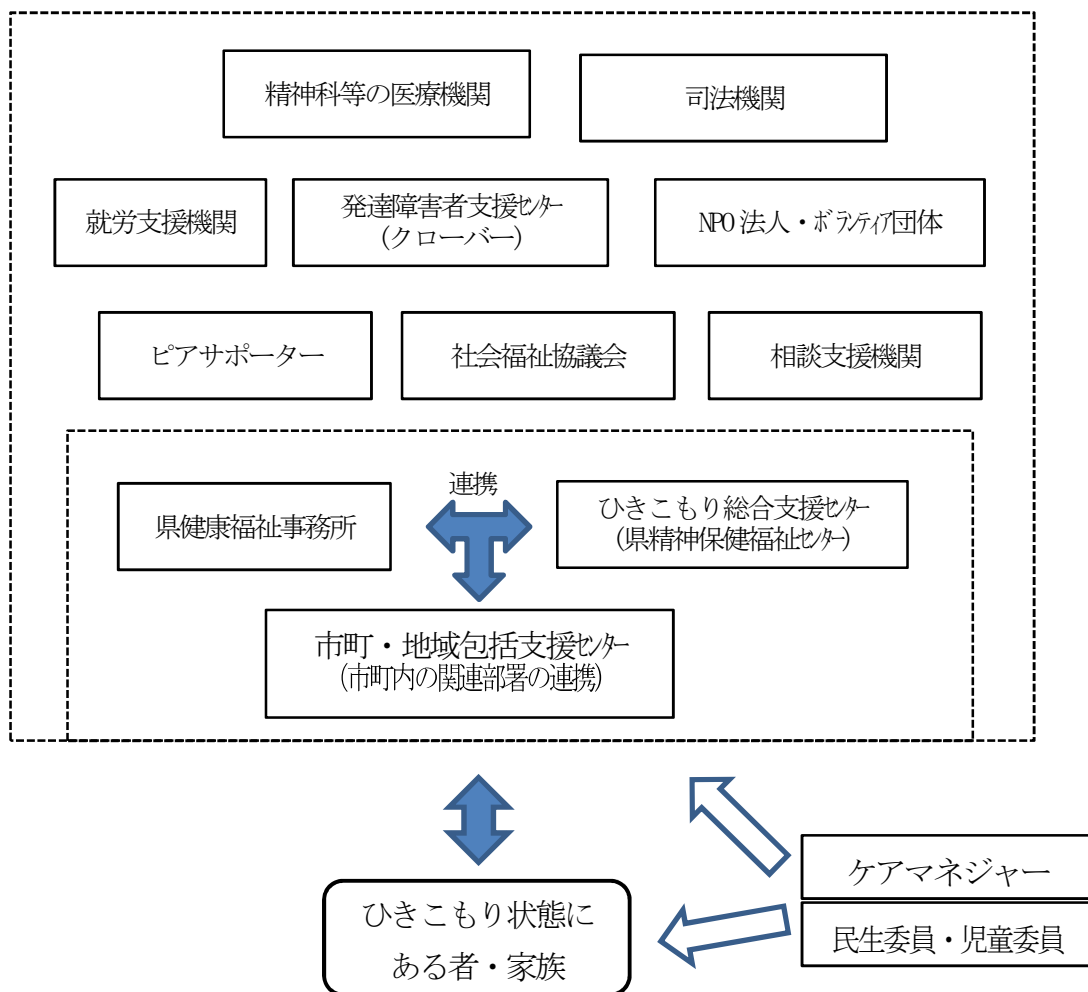 精神科等の医療機関
司法機関
就労支援機関
発達障害者支援センター
(クローバー)
NPO法人・ボランティア団体
ピアサポーター
社会福祉協議会
相談支援機関
連携
県健康福祉事務所
ひきこもり総合支援センター
(県精神保健福祉センター)
市町・地域包括支援センター
(市町内の関連部署の連携)
ケアマネジャー
民生委員・児童委員
ひきこもり状態に
ある者・家族